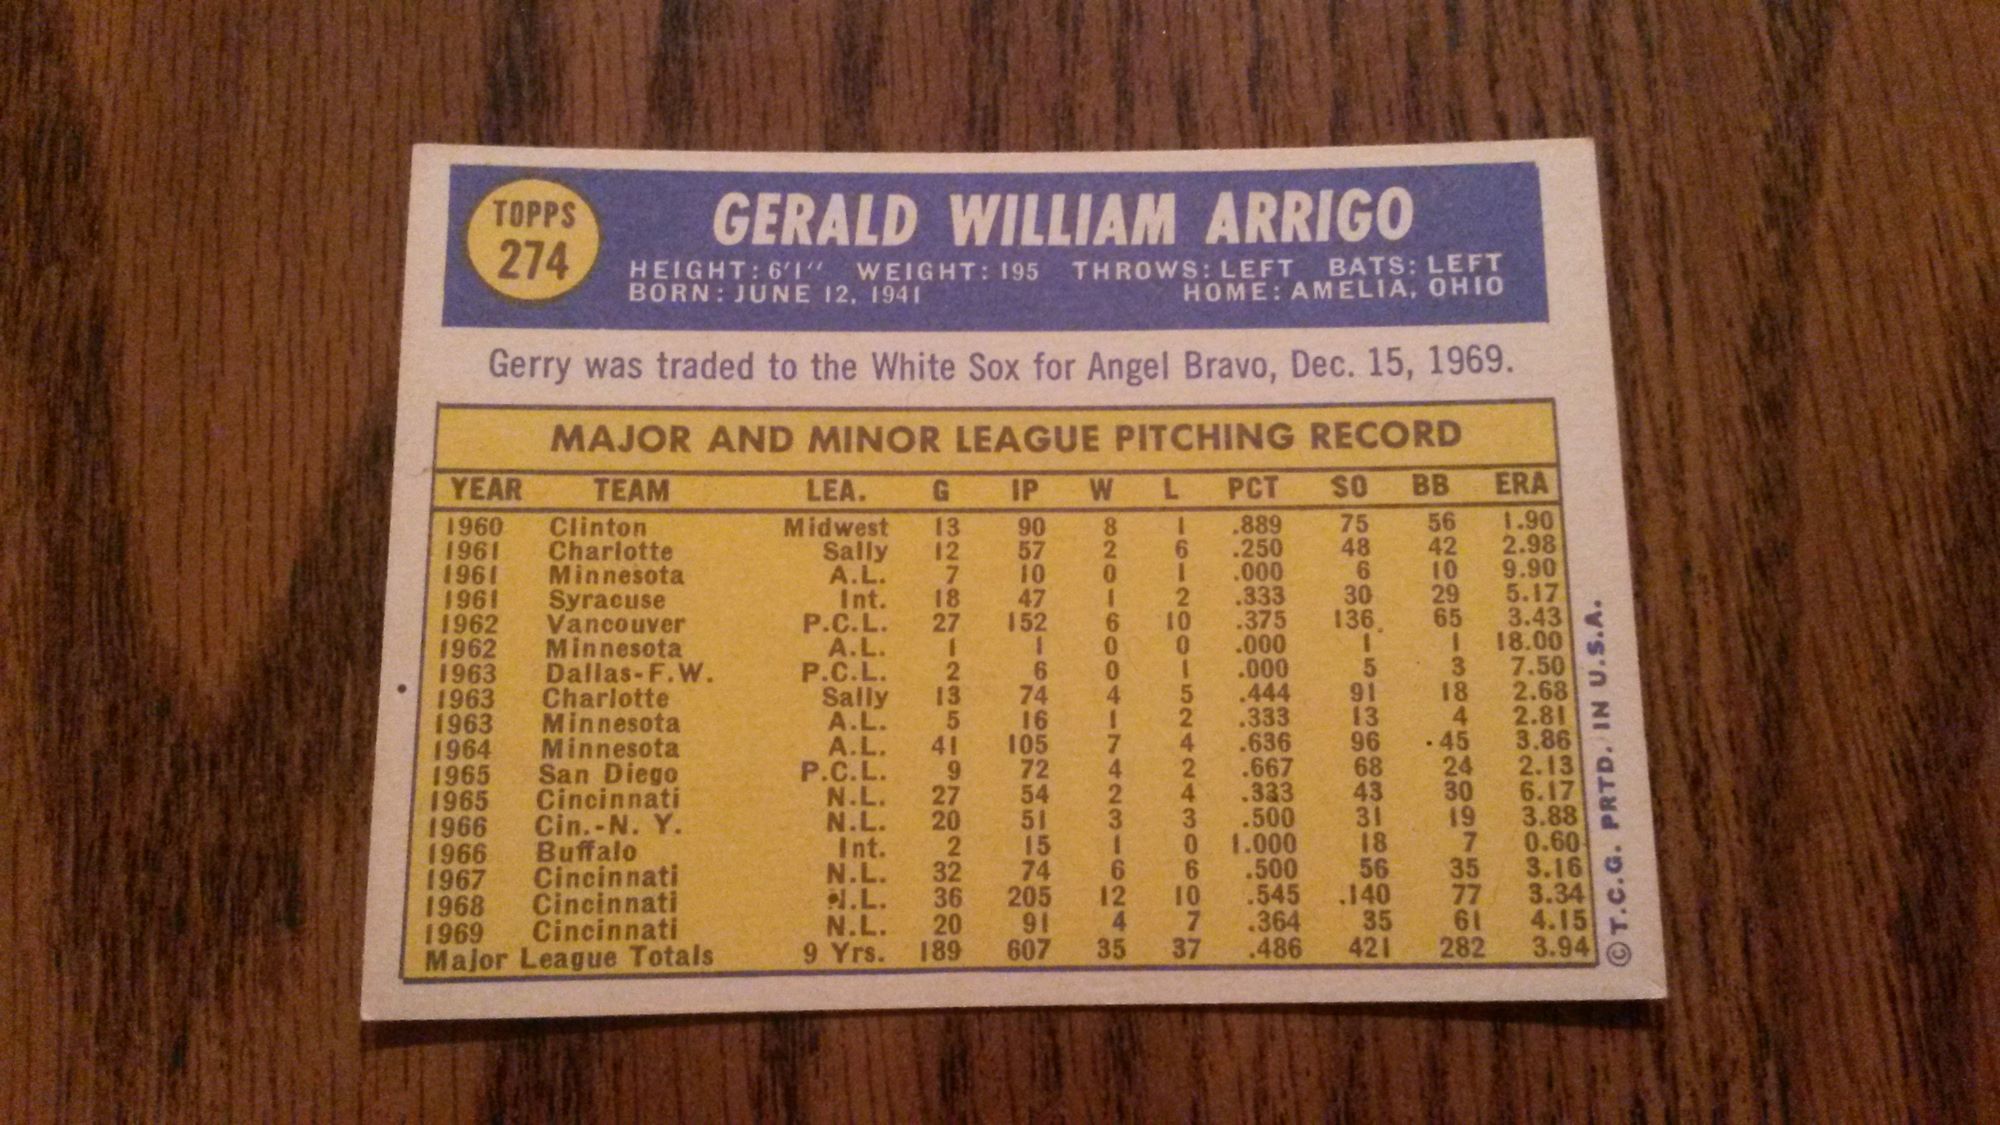 TOPPS
274
GERALD WILLIAM ARRIGO
HEIGHT: 6'1" WEIGHT: 195 THROWS: LEFT BATS: LEFT
BORN: JUNE 12, 1941 HOME: AMELIA, OHIO
Gerry was traded to the White Sox for Angel Bravo, Dec. 15, 1969.
MAJOR AND MINOR LEAGUE PITCHING RECORD
YEAR TEAM LEA. G IP W L PCT SO BB ERA
1960 Clinton Midwest 13 90 8 1 .889 75 56 1.90
1961 Charlotte Sally 12 57 2 6 .250 48 42 2.98
1961 Minnesota A.L. 7 10 0 1 .000 6 10 9.90
1961 Syracuse Int. 18 47 1 2 .333 30 29 5.17
1962 Vancouver P.C.L. 27 152 6 10 .375 136 65 3.43
1962 Minnesota A.L. 1 1 0 0 .000 1 1 18.00
1963 Dallas-F.W. P.C.L. 2 6 0 1 .000 5 3 7.50
1963 Charlotte Sally 13 74 4 5 .444 91 18 2.68
1963 Minnesota A.L. 5 16 1 2 .333 13 4 2.81
1964 Minnesota A.L. 41 105 7 4 .636 96 45 3.86
1965 San Diego P.C.L. 9 72 4 2 .667 68 24 2.13
1965 Cincinnati N.L. 27 54 2 4 .333 43 30 6.17
1966 Cin.-N. Y. N.L. 20 51 3 3 .500 31 19 3.88
1966 Buffalo Int. 2 15 1 0 1.000 18 7 0.60
1967 Cincinnati N.L. 32 74 6 6 .500 56 35 3.16
1968 Cincinnati N.L. 36 205 12 10 .545 140 77 3.34
1969 Cincinnati N.L. 20 91 4 7 .364 35 61 4.15
Major League Totals 9 Yrs. 189 607 35 37 .486 421 282 3.94
©T.C.G. PRTD. IN U.S.A.